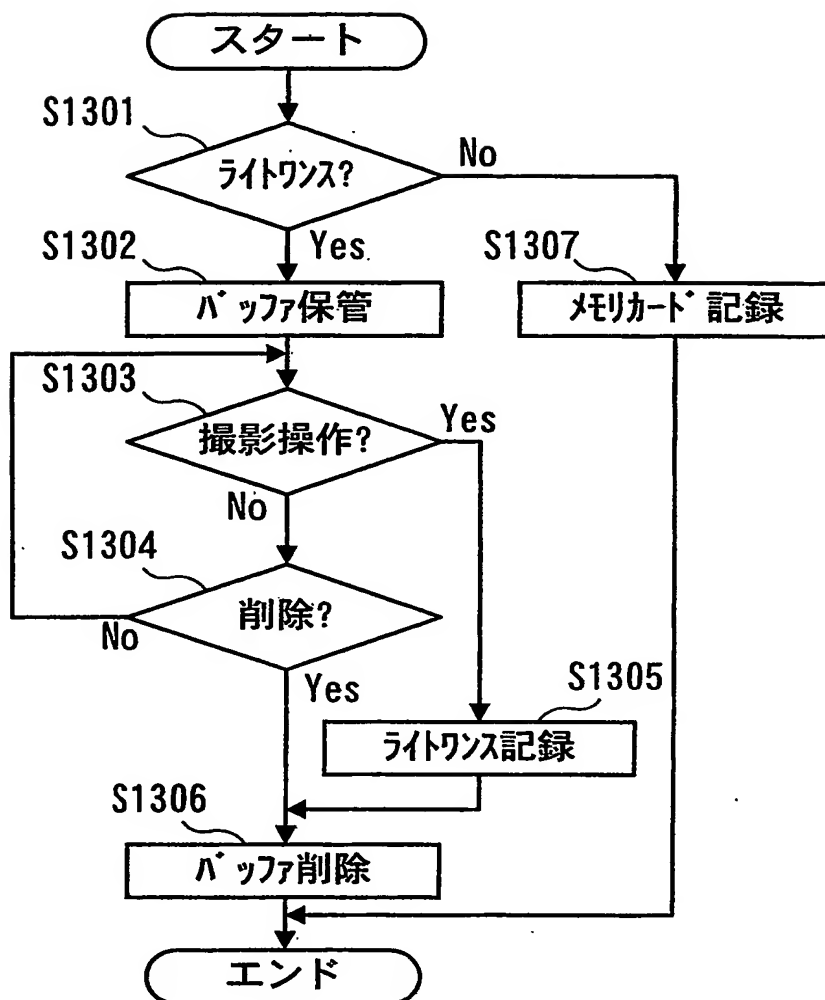 スタート
S1301
ライトワンス?
No
Yes
S1302
バッファ保管
S1307
メモリカード記録
S1303
撮影操作?
Yes
No
S1304
削除?
No
Yes
S1305
ライトワンス記録
S1306
バッファ削除
エンド